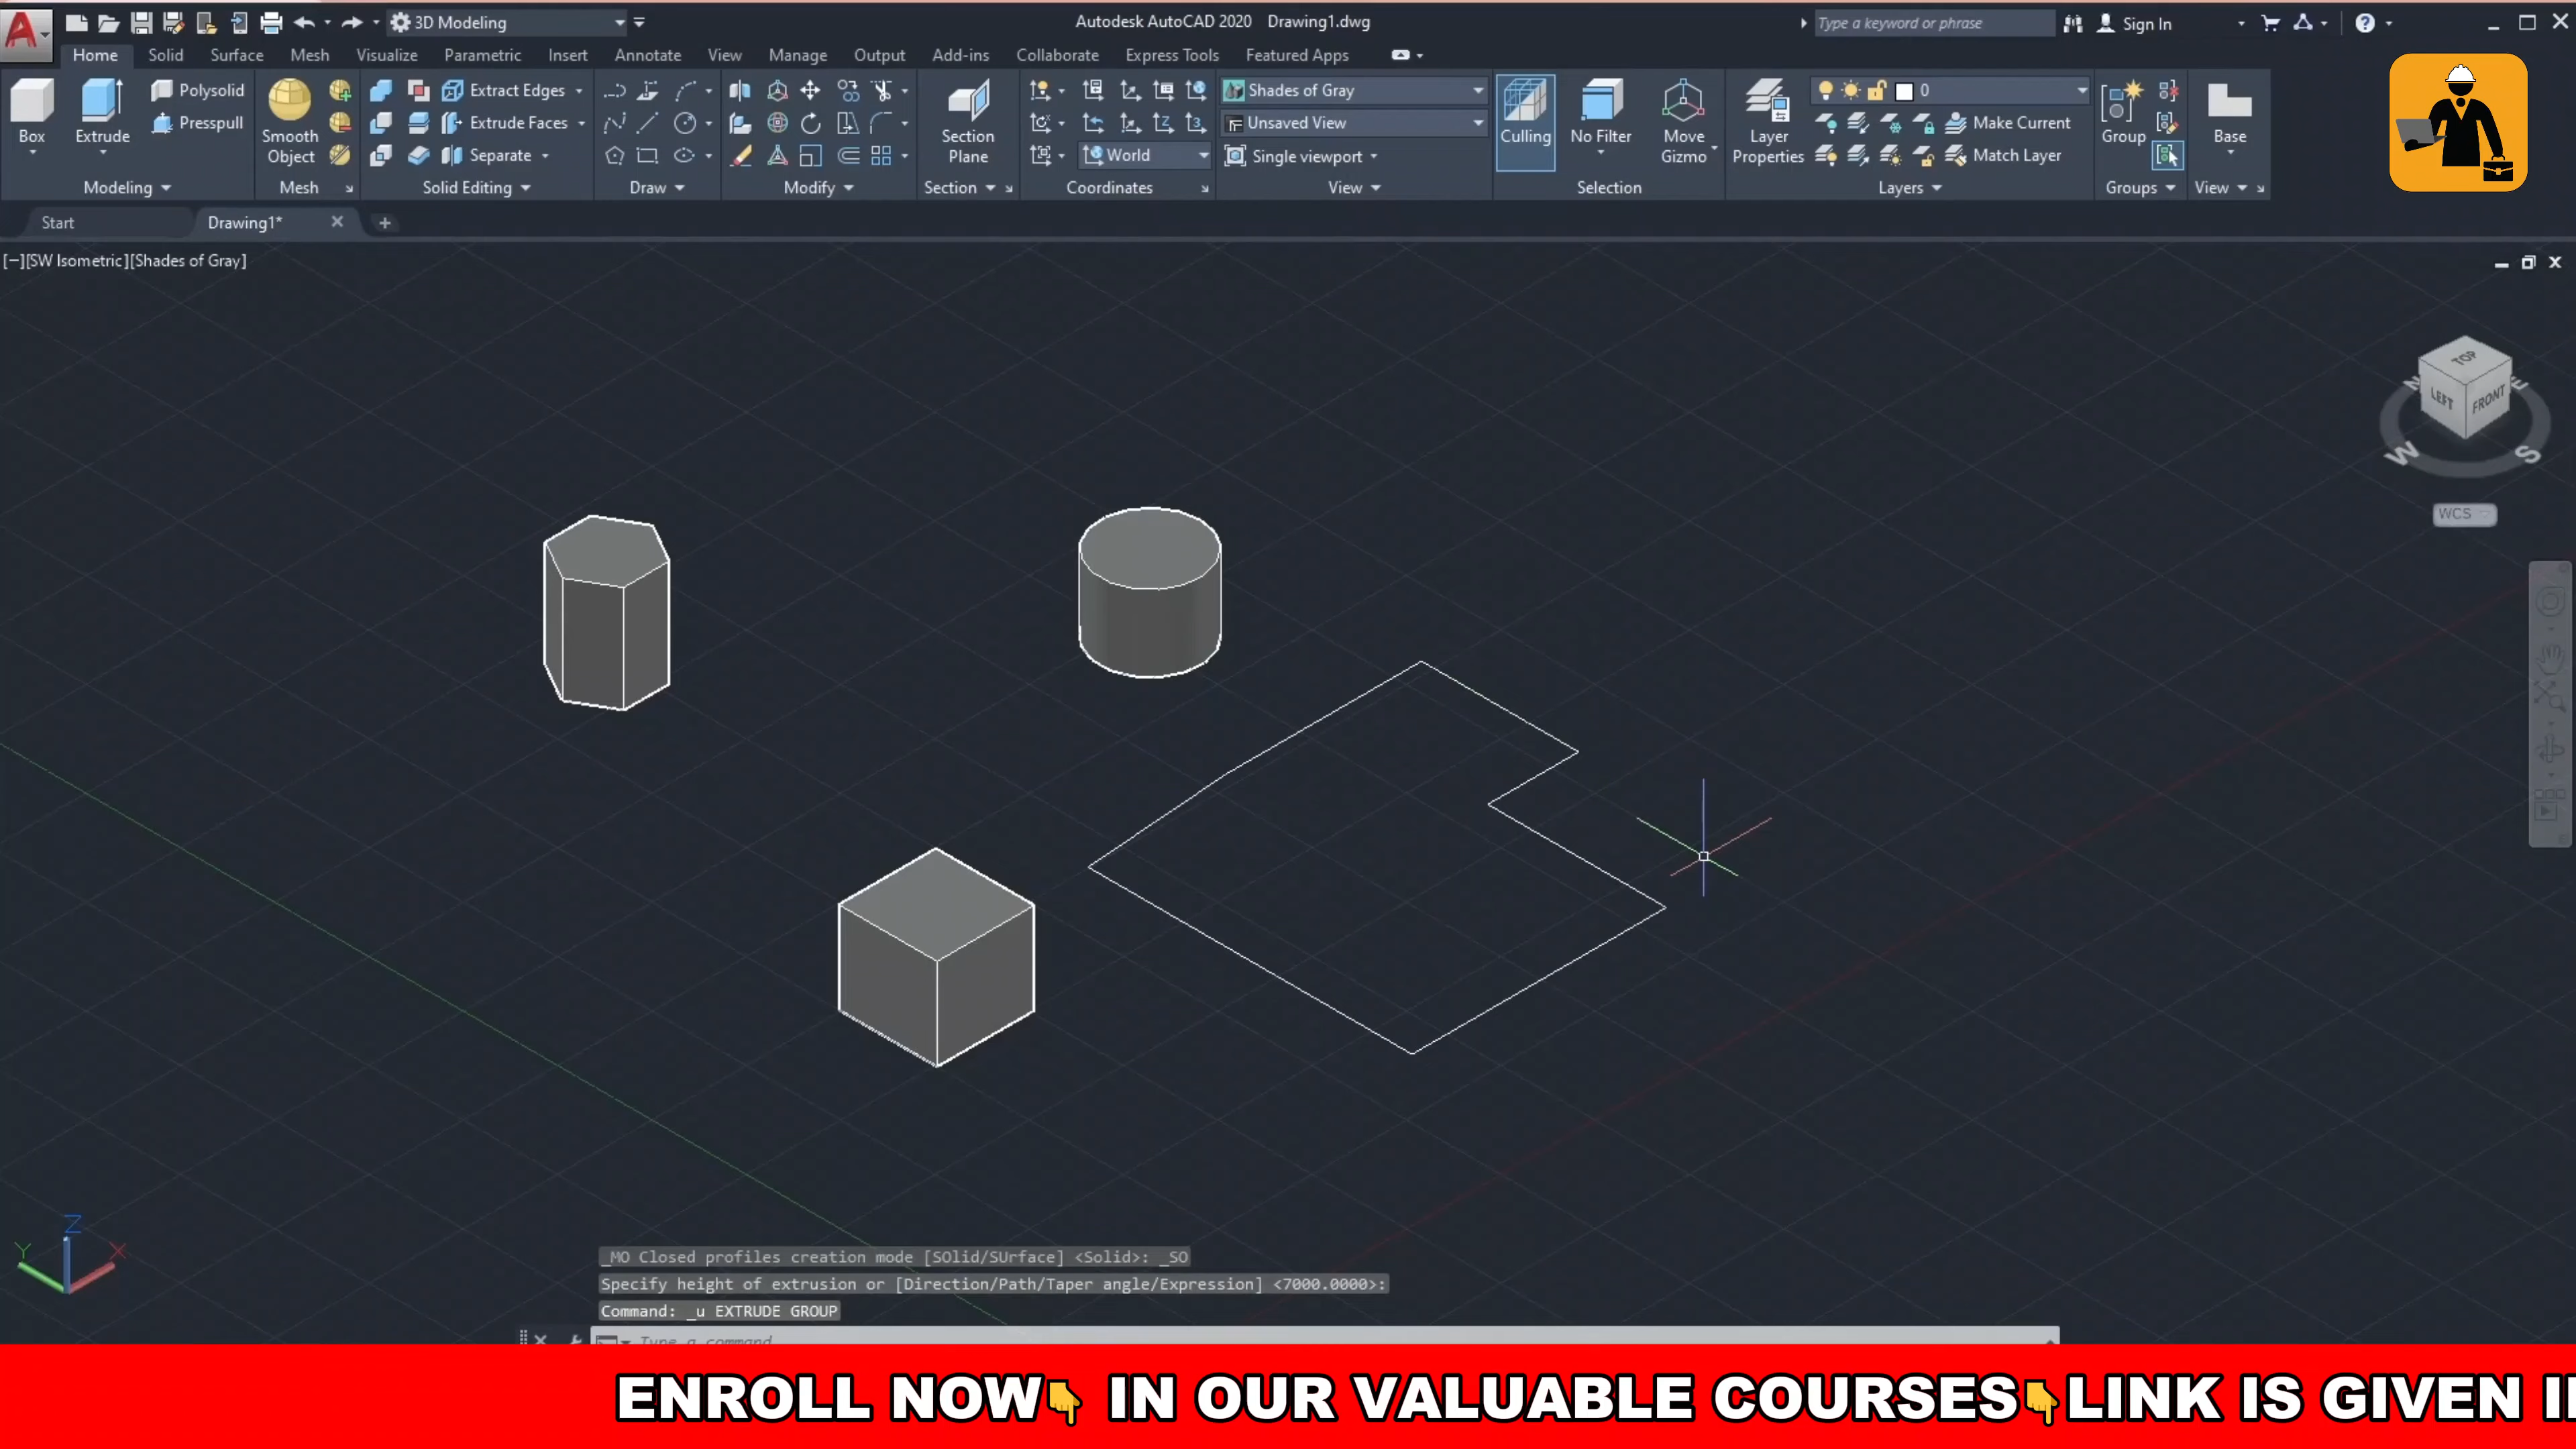 3D Modeling
Autodesk AutoCAD 2020 Drawing1.dwg
Type a keyword or phrase
Sign In
Home Solid Surface Mesh Visualize Parametric Insert Annotate View Manage Output Add-ins Collaborate Express Tools Featured Apps
Polysolid
Presspull
Box
Extrude
Smooth
Object
Extract Edges
Extrude Faces
Separate
Section
Plane
World
Shades of Gray
Unsaved View
Single viewport
Culling
No Filter
Move
Gizmo
Layer
Properties
0
Make Current
Match Layer
Group
Base
Modeling Mesh Solid Editing Draw Modify Section Coordinates View Selection Layers Groups View
Start Drawing1*
[−][SW Isometric][Shades of Gray]
TOP
LEFT FRONT
N E
W S
WCS
Z
Y X
_MO Closed profiles creation mode [SOlid/SUrface] <Solid>: _SO
Specify height of extrusion or [Direction/Path/Taper angle/Expression] <7000.0000>:
Command: _u EXTRUDE GROUP
Type a command
ENROLL NOW👇 IN OUR VALUABLE COURSES👇LINK IS GIVEN